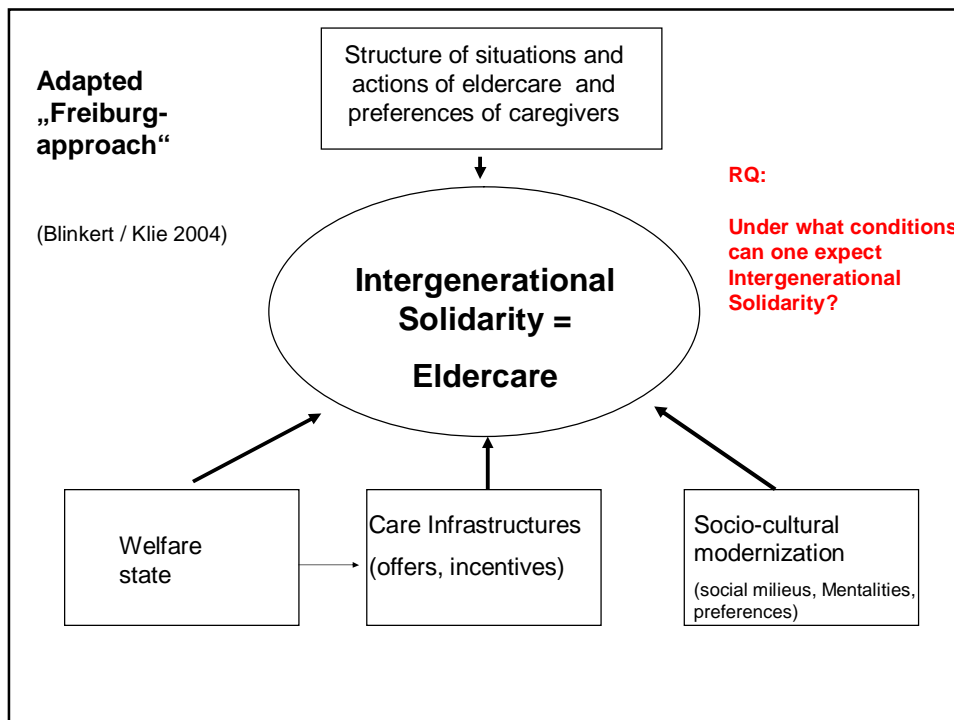 Adapted
„Freiburg-
approach“
(Blinkert / Klie 2004)
Structure of situations and
actions of eldercare and
preferences of caregivers
RQ:
Under what conditions
can one expect
Intergenerational
Solidarity?
Intergenerational
Solidarity =
Eldercare
Welfare
state
Care Infrastructures
(offers, incentives)
Socio-cultural
modernization
(social milieus, Mentalities,
preferences)